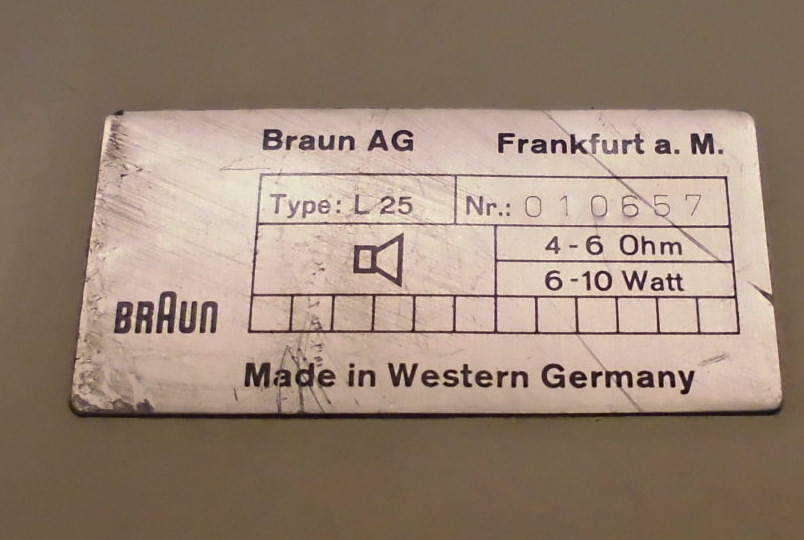 Braun AG Frankfurt a. M.
Type: L 25 Nr.: 010657
4-6 Ohm
6-10 Watt
BRAUN
Made in Western Germany